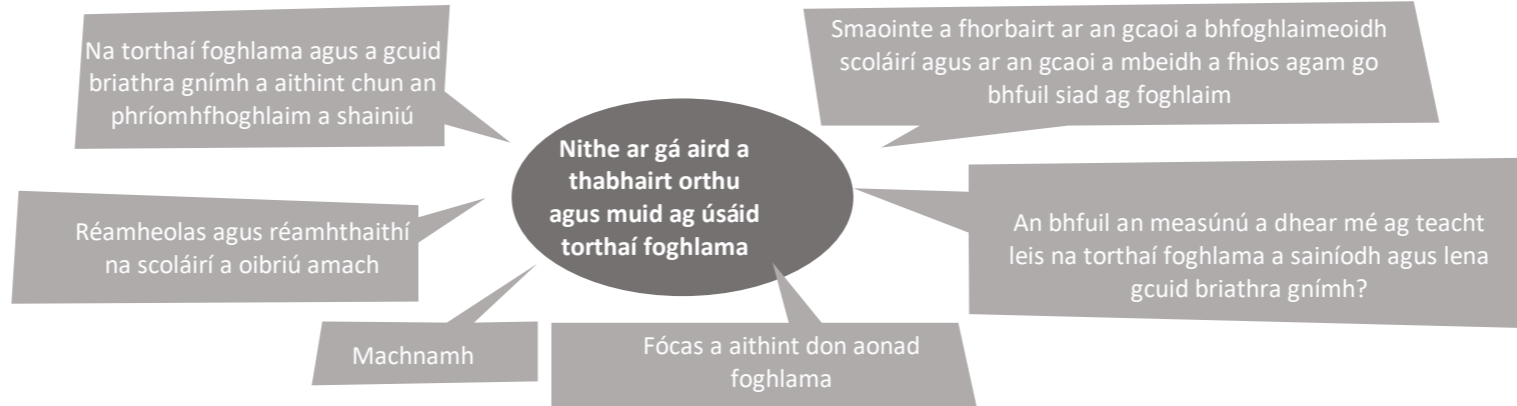 Na torthaí foghlama agus a gcuid
briathra gnímh a aithint chun an
phríomhfhoghlaim a shainiú
Smaointe a fhorbairt ar an gcaoi a bhfoghlaimeoidh
scoláirí agus ar an gcaoi a mbeidh a fhios agam go
bhfuil siad ag foghlaim
Nithe ar gá aird a
thabhairt orthu
agus muid ag úsáid
torthaí foghlama
Réamheolas agus réamhthaithí
na scoláirí a oibriú amach
An bhfuil an measúnú a dhear mé ag teacht
leis na torthaí foghlama a sainíodh agus lena
gcuid briathra gnímh?
Machnamh
Fócas a aithint don aonad
foghlama